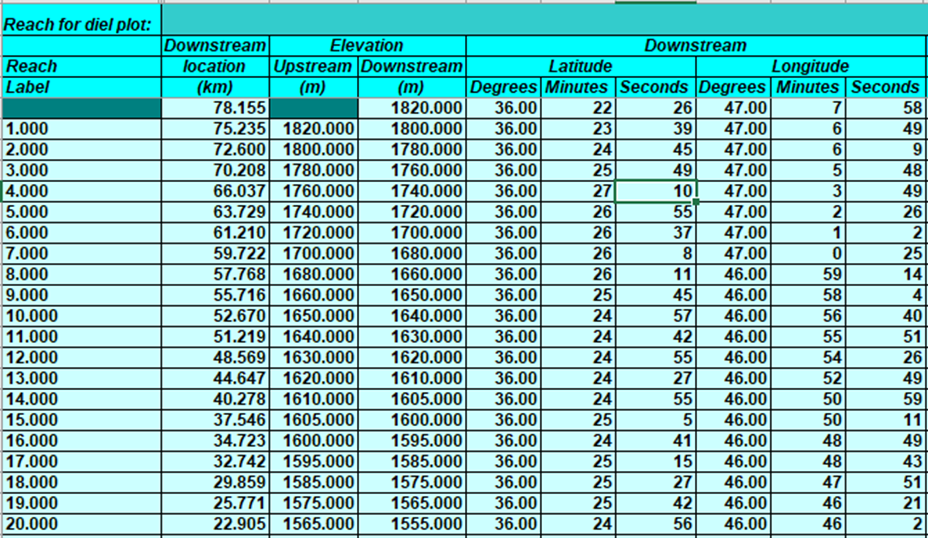 Reach for diel plot:
Downstream Elevation Downstream
Reach location Upstream Downstream Latitude Longitude
Label (km) (m) (m) Degrees Minutes Seconds Degrees Minutes Seconds
78.155 1820.000 36.00 22 26 47.00 7 58
1.000 75.235 1820.000 1800.000 36.00 23 39 47.00 6 49
2.000 72.600 1800.000 1780.000 36.00 24 45 47.00 6 9
3.000 70.208 1780.000 1760.000 36.00 25 49 47.00 5 48
4.000 66.037 1760.000 1740.000 36.00 27 10 47.00 3 49
5.000 63.729 1740.000 1720.000 36.00 26 55 47.00 2 26
6.000 61.210 1720.000 1700.000 36.00 26 37 47.00 1 2
7.000 59.722 1700.000 1680.000 36.00 26 8 47.00 0 25
8.000 57.768 1680.000 1660.000 36.00 26 11 46.00 59 14
9.000 55.716 1660.000 1650.000 36.00 25 45 46.00 58 4
10.000 52.670 1650.000 1640.000 36.00 24 57 46.00 56 40
11.000 51.219 1640.000 1630.000 36.00 24 42 46.00 55 51
12.000 48.569 1630.000 1620.000 36.00 24 55 46.00 54 26
13.000 44.647 1620.000 1610.000 36.00 24 27 46.00 52 49
14.000 40.278 1610.000 1605.000 36.00 24 55 46.00 50 59
15.000 37.546 1605.000 1600.000 36.00 25 5 46.00 50 11
16.000 34.723 1600.000 1595.000 36.00 24 41 46.00 48 49
17.000 32.742 1595.000 1585.000 36.00 25 15 46.00 48 43
18.000 29.859 1585.000 1575.000 36.00 25 27 46.00 47 51
19.000 25.771 1575.000 1565.000 36.00 25 42 46.00 46 21
20.000 22.905 1565.000 1555.000 36.00 24 56 46.00 46 2